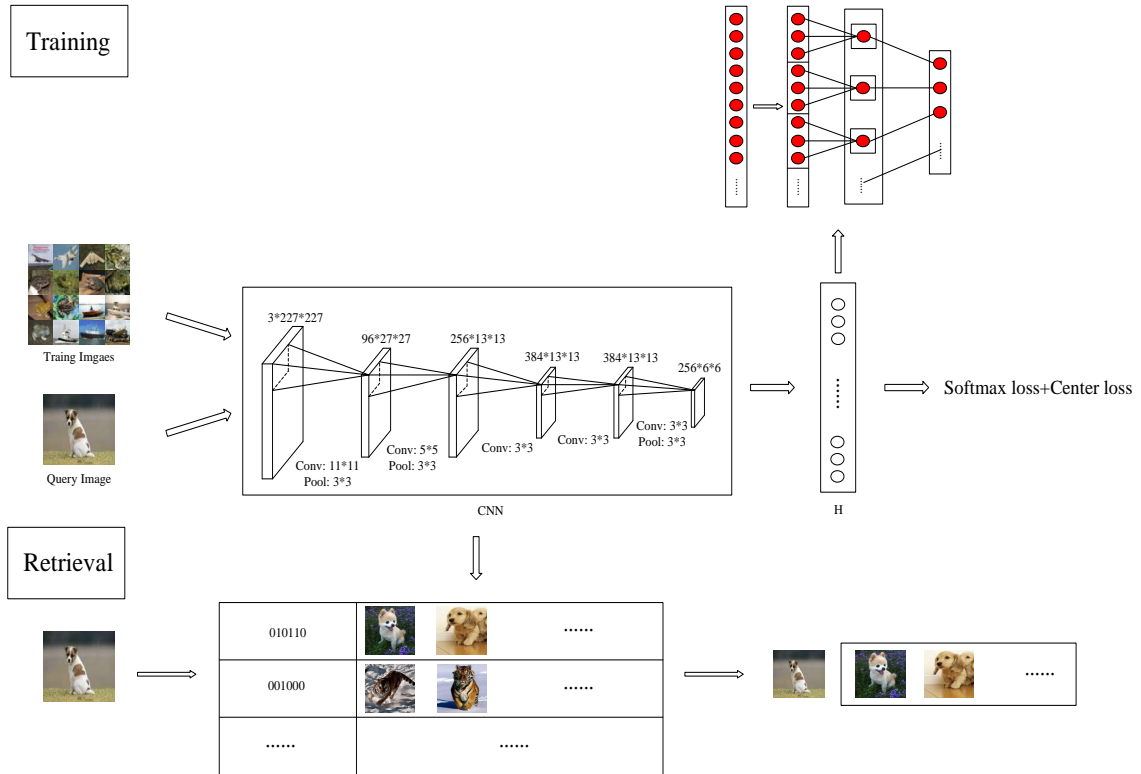 Training
3*227*227
96*27*27
256*13*13
384*13*13
384*13*13
256*6*6
Traing Imgaes
Query Image
Conv: 11*11
Pool: 3*3
Conv: 5*5
Pool: 3*3
Conv: 3*3
Conv: 3*3
Conv: 3*3
Pool: 3*3
CNN
H
Softmax loss+Center loss
Retrieval
010110
......
001000
......
......
......
......